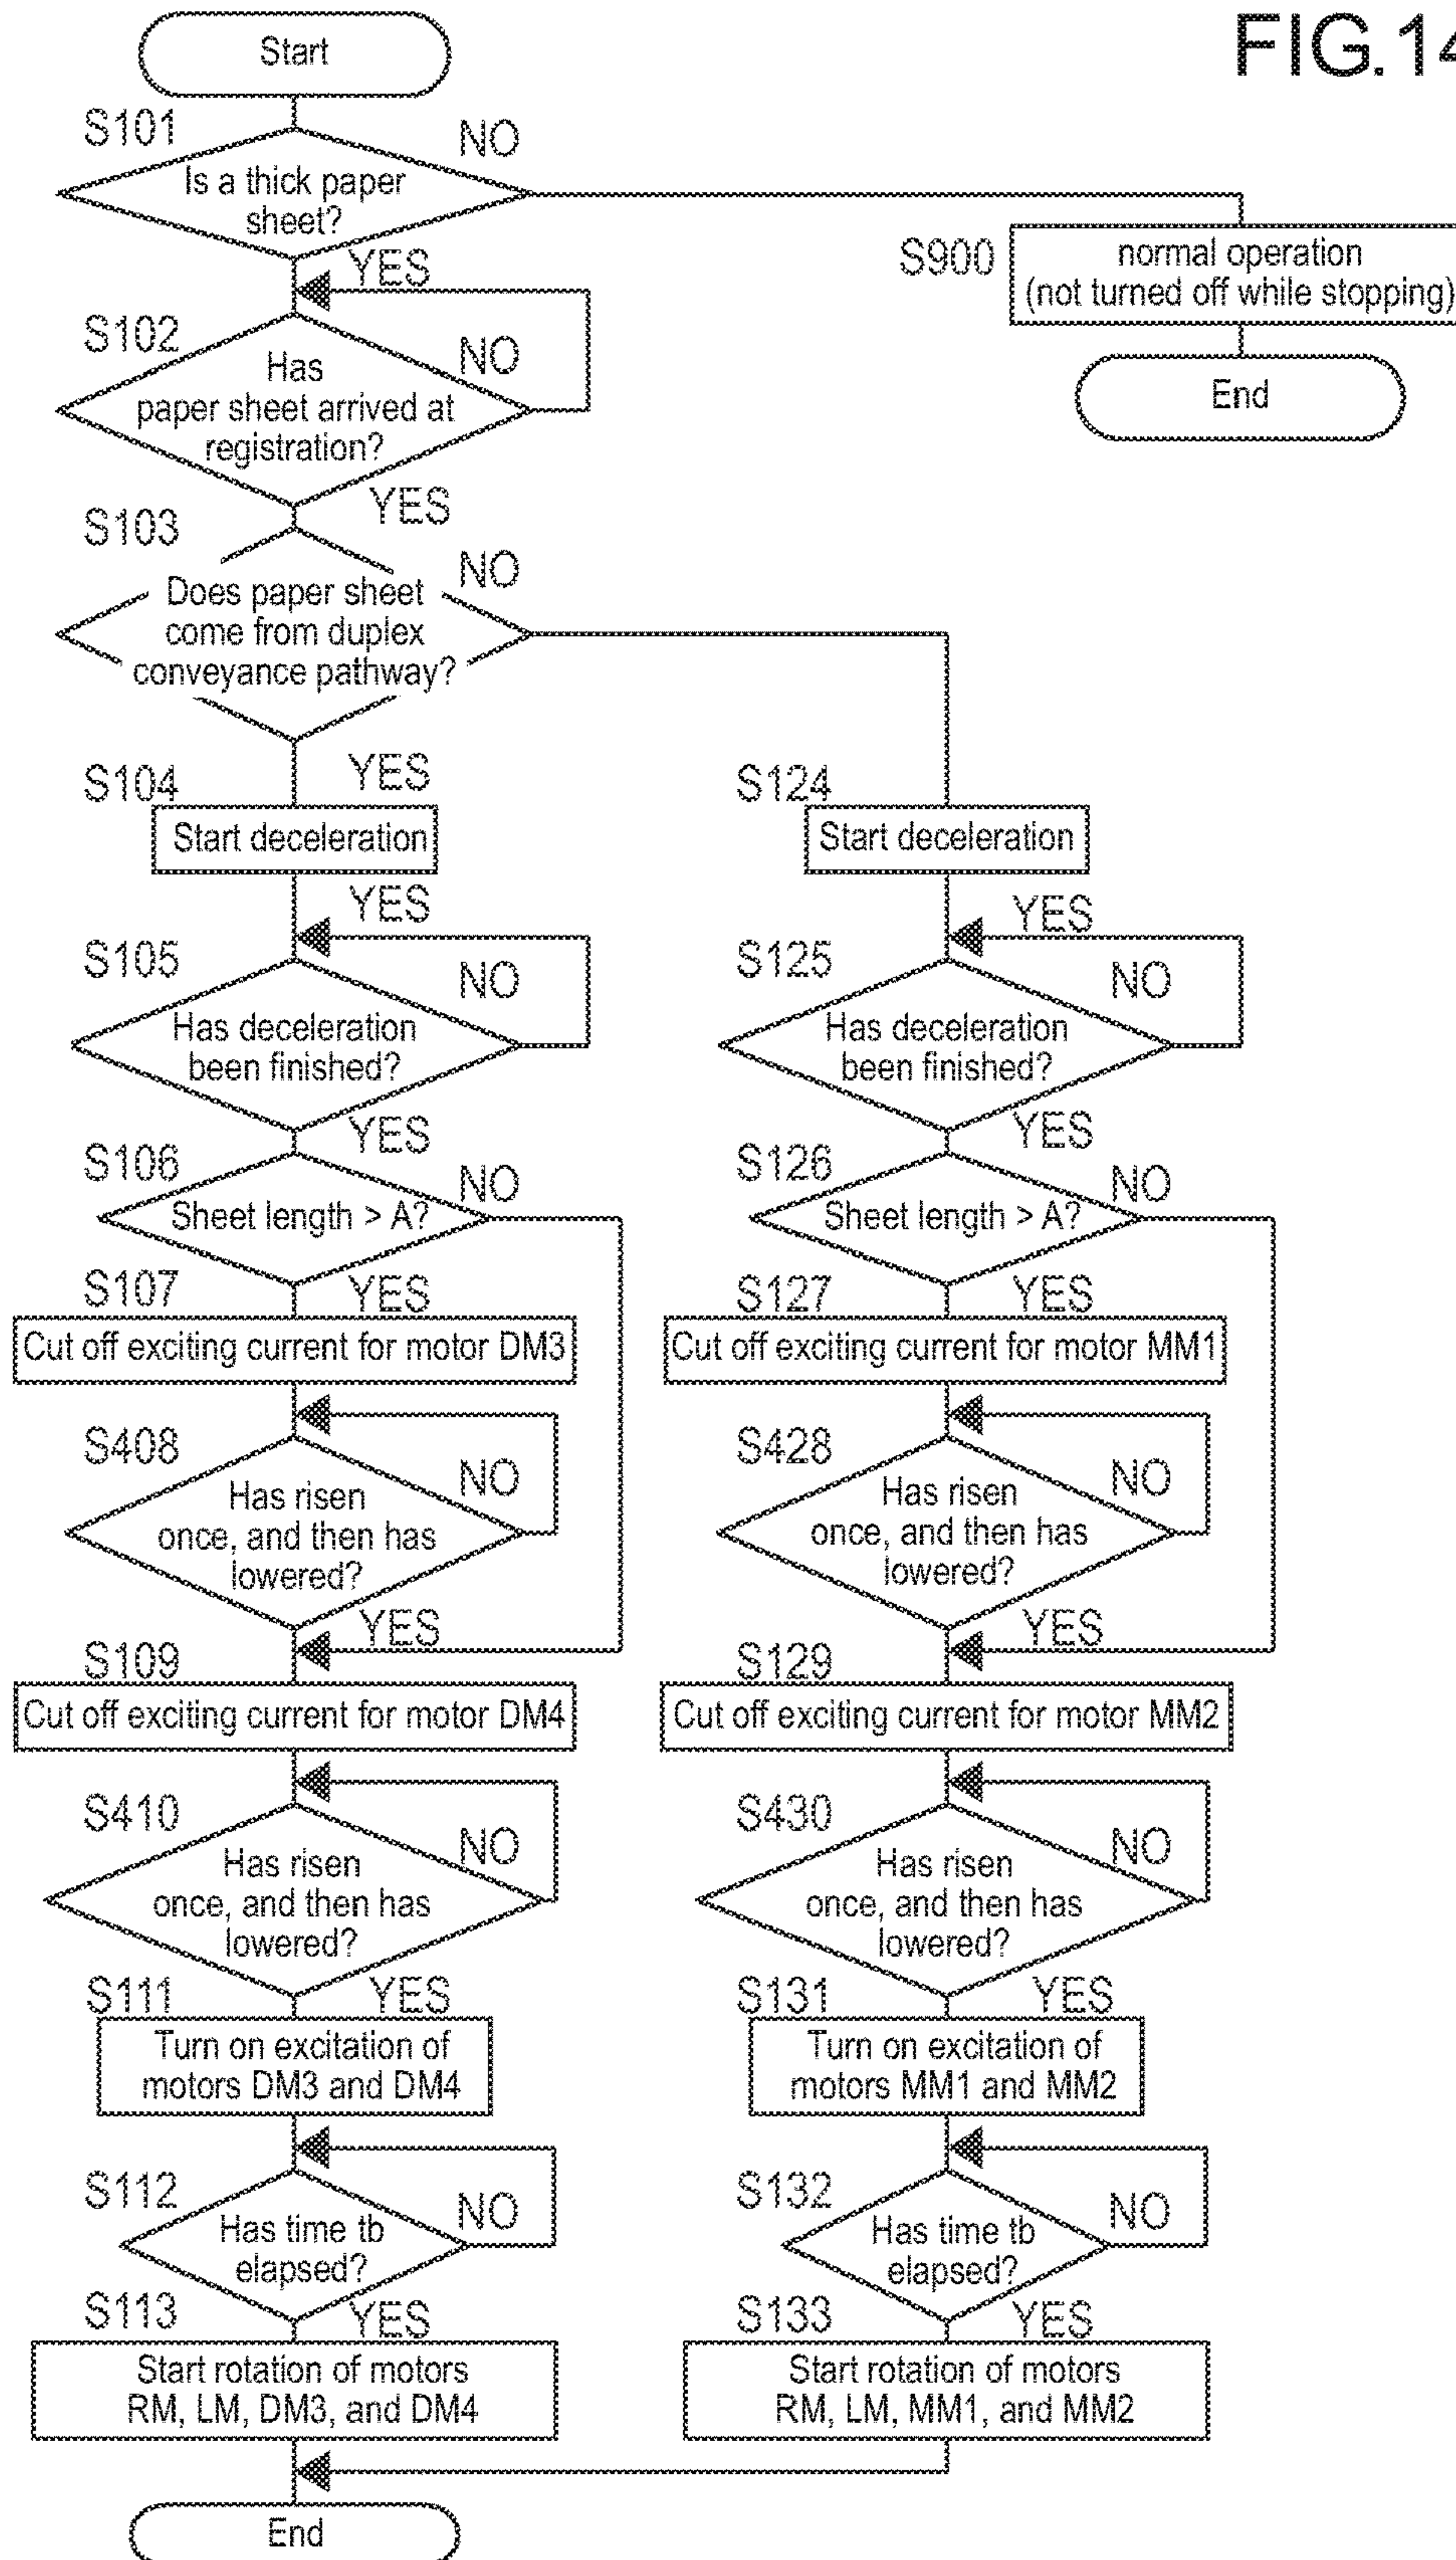 FIG.14
Start
S101
NO
Is a thick paper
sheet?
YES
S900
normal operation
(not turned off while stopping)
End
S102
NO
Has
paper sheet arrived at
registration?
YES
S103
NO
Does paper sheet
come from duplex
conveyance pathway?
YES
S104
Start deceleration
YES
S105
NO
Has deceleration
been finished?
YES
S106
NO
Sheet length > A?
S107
YES
Cut off exciting current for motor DM3
S408
NO
Has risen
once, and then has
lowered?
YES
S109
Cut off exciting current for motor DM4
S410
NO
Has risen
once, and then has
lowered?
S111
YES
Turn on excitation of
motors DM3 and DM4
S112
NO
Has time tb
elapsed?
S113
YES
Start rotation of motors
RM, LM, DM3, and DM4
S124
Start deceleration
YES
S125
NO
Has deceleration
been finished?
YES
S126
NO
Sheet length > A?
S127
YES
Cut off exciting current for motor MM1
S428
NO
Has risen
once, and then has
lowered?
YES
S129
Cut off exciting current for motor MM2
S430
NO
Has risen
once, and then has
lowered?
S131
YES
Turn on excitation of
motors MM1 and MM2
S132
NO
Has time tb
elapsed?
S133
YES
Start rotation of motors
RM, LM, MM1, and MM2
End